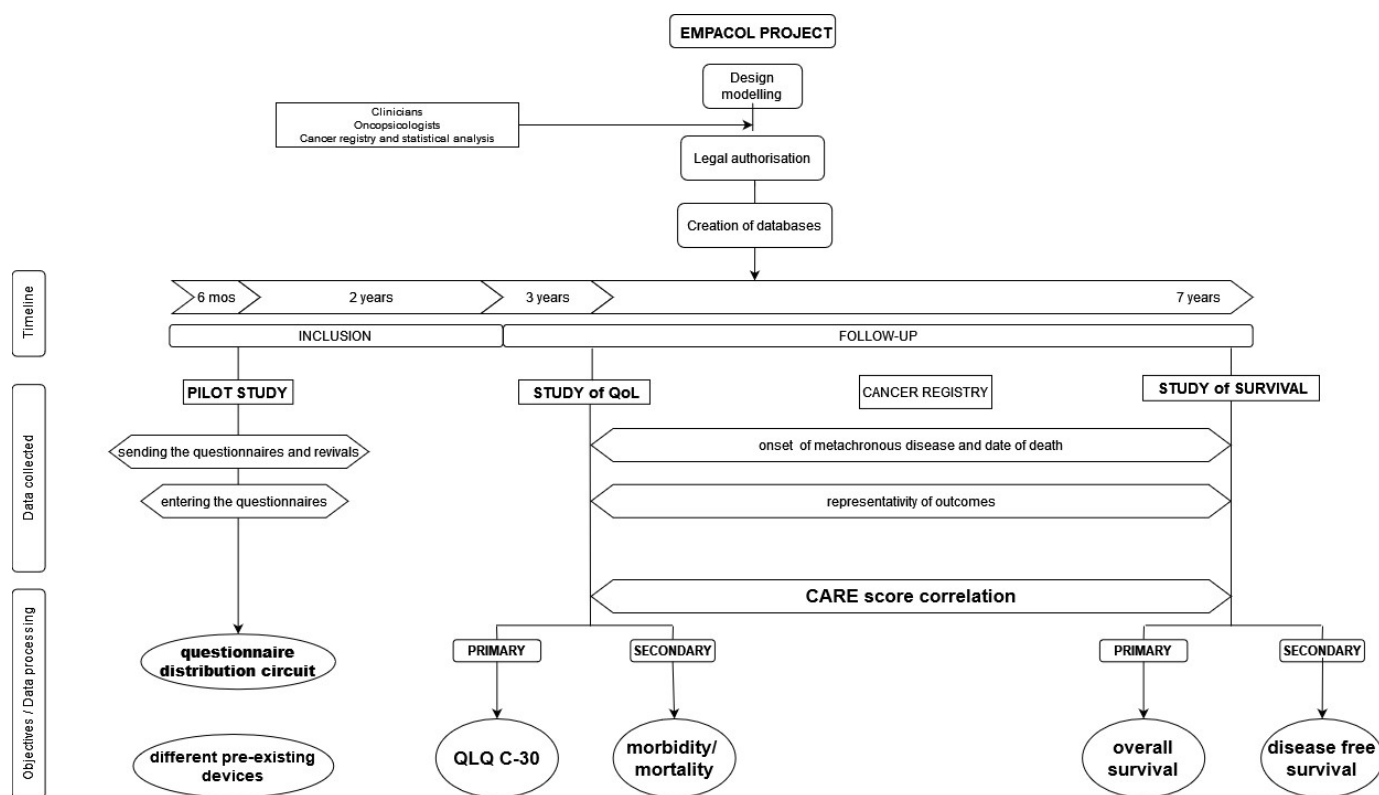 EMPACOL PROJECT
Design
modelling
Clinicians
Oncopsicologists
Cancer registry and statistical analysis
Legal authorisation
Creation of databases
Timeline
6 mos
2 years
3 years
7 years
INCLUSION
FOLLOW-UP
Data collected
PILOT STUDY
STUDY of QoL
CANCER REGISTRY
STUDY of SURVIVAL
sending the questionnaires and revivals
onset of metachronous disease and date of death
entering the questionnaires
representativity of outcomes
Objectives / Data processing
CARE score correlation
questionnaire
distribution circuit
PRIMARY
SECONDARY
PRIMARY
SECONDARY
different pre-existing
devices
QLQ C-30
morbidity/
mortality
overall
survival
disease free
survival